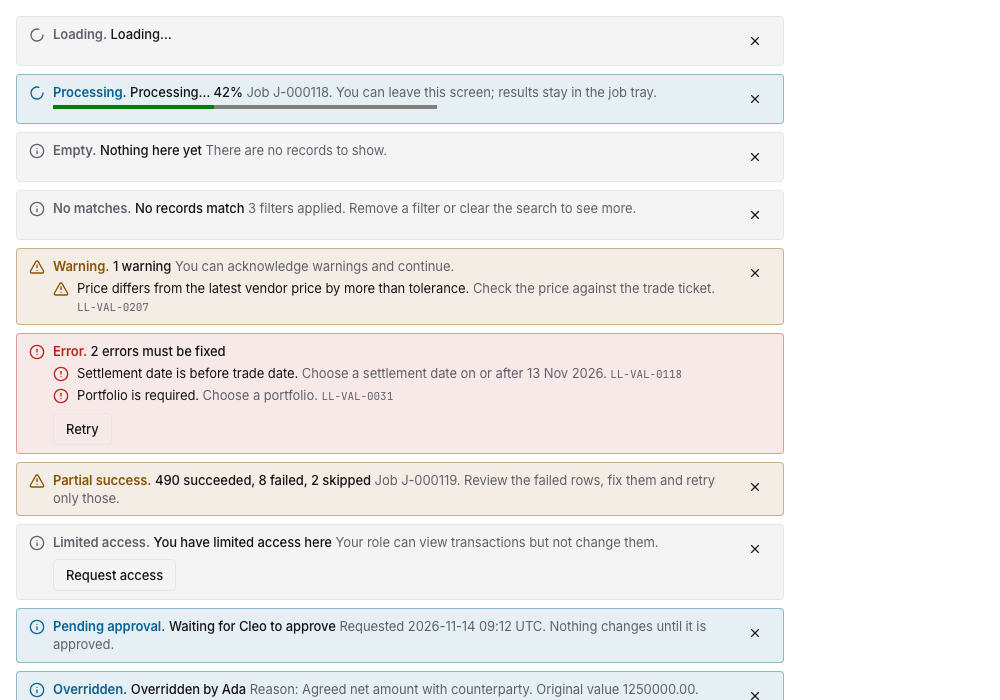 Loading. Loading...
Processing. Processing... 42% Job J-000118. You can leave this screen; results stay in the job tray.
Empty. Nothing here yet There are no records to show.
No matches. No records match 3 filters applied. Remove a filter or clear the search to see more.
Warning. 1 warning You can acknowledge warnings and continue.
Price differs from the latest vendor price by more than tolerance. Check the price against the trade ticket.
LL-VAL-0207
Error. 2 errors must be fixed
Settlement date is before trade date. Choose a settlement date on or after 13 Nov 2026. LL-VAL-0118
Portfolio is required. Choose a portfolio. LL-VAL-0031
Retry
Partial success. 490 succeeded, 8 failed, 2 skipped Job J-000119. Review the failed rows, fix them and retry
only those.
Limited access. You have limited access here Your role can view transactions but not change them.
Request access
Pending approval. Waiting for Cleo to approve Requested 2026-11-14 09:12 UTC. Nothing changes until it is
approved.
Overridden. Overridden by Ada Reason: Agreed net amount with counterparty. Original value 1250000.00.